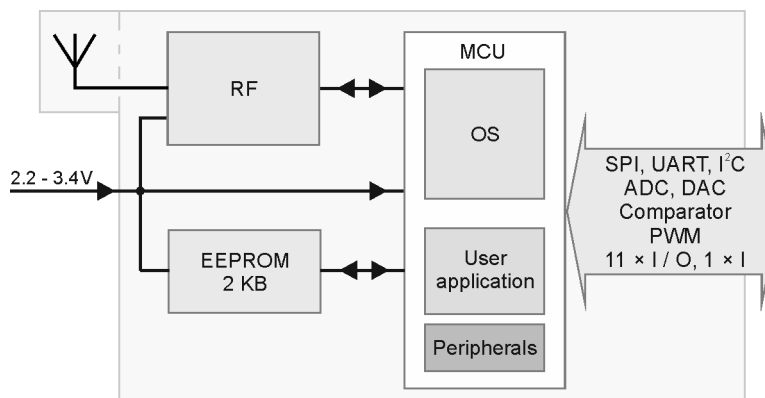 MCU
RF
OS
2.2 - 3.4V
SPI, UART, I²C
ADC, DAC
Comparator
PWM
11 × I / O, 1 × I
EEPROM
2 KB
User
application
Peripherals